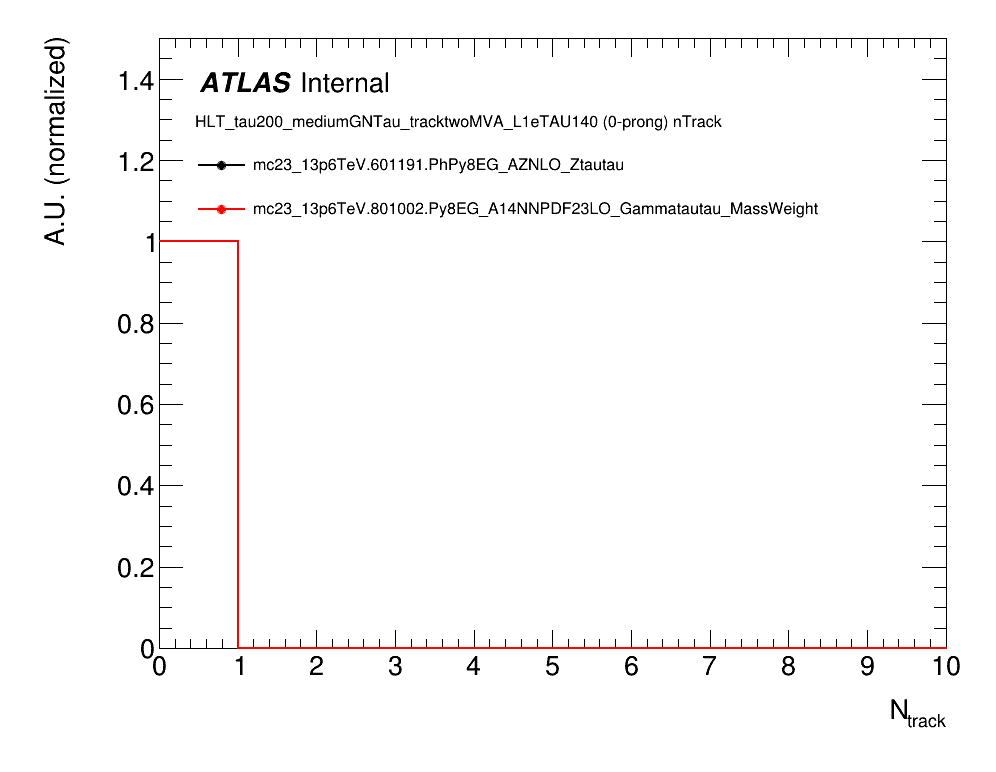 A.U. (normalized)
ATLAS Internal
HLT_tau200_mediumGNTau_tracktwoMVA_L1eTAU140 (0-prong) nTrack
mc23_13p6TeV.601191.PhPy8EG_AZNLO_Ztautau
mc23_13p6TeV.801002.Py8EG_A14NNPDF23LO_Gammatautau_MassWeight
1.4
1.2
1
0.8
0.6
0.4
0.2
0
0 1 2 3 4 5 6 7 8 9 10
N_track